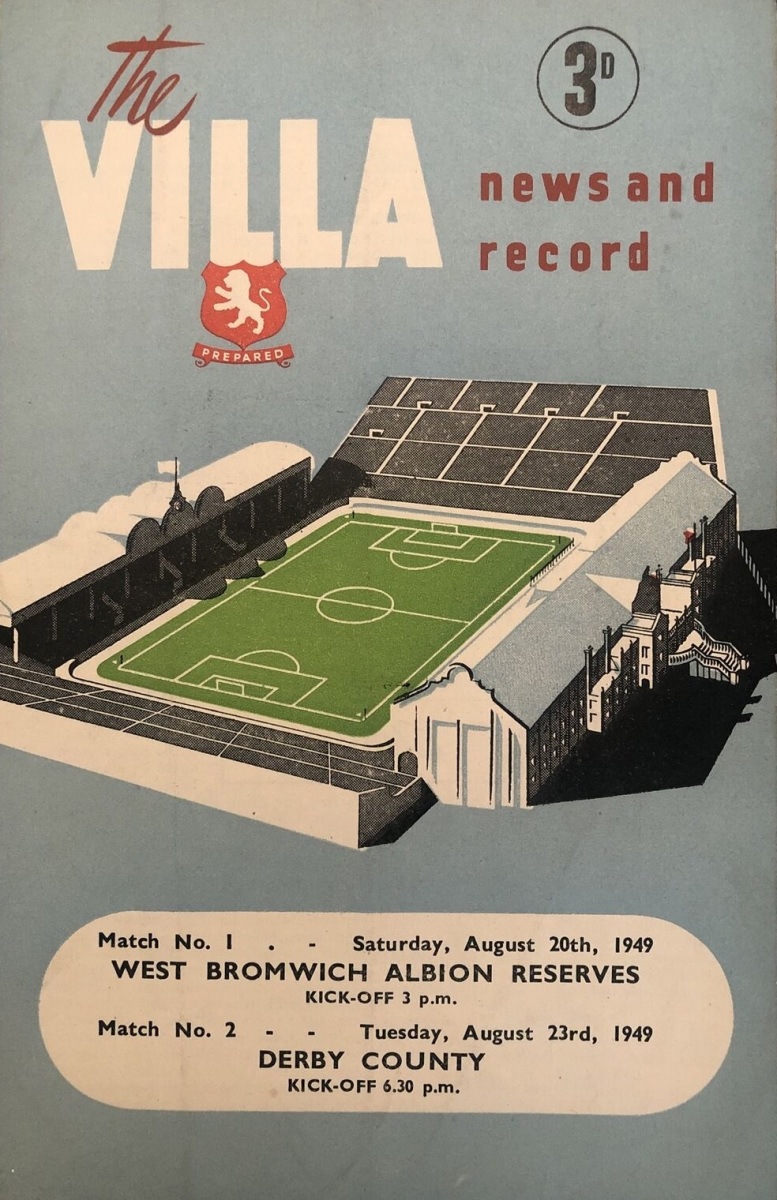 The
VILLA
3D
news and
record
PREPARED
Match No. 1 . - Saturday, August 20th, 1949
WEST BROMWICH ALBION RESERVES
KICK-OFF 3 p.m.
Match No. 2 - - Tuesday, August 23rd, 1949
DERBY COUNTY
KICK-OFF 6.30 p.m.